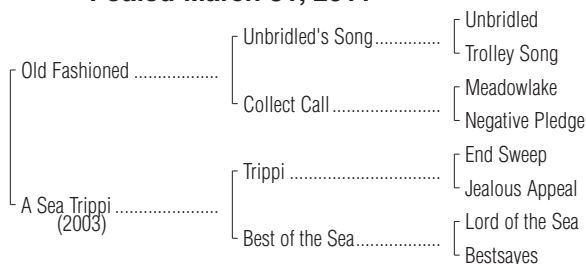 Unbridled
Unbridled's Song
Trolley Song
Old Fashioned
Meadowlake
Collect Call
Negative Pledge
End Sweep
Trippi
Jealous Appeal
A Sea Trippi
(2003)
Lord of the Sea
Best of the Sea
Bestsaves